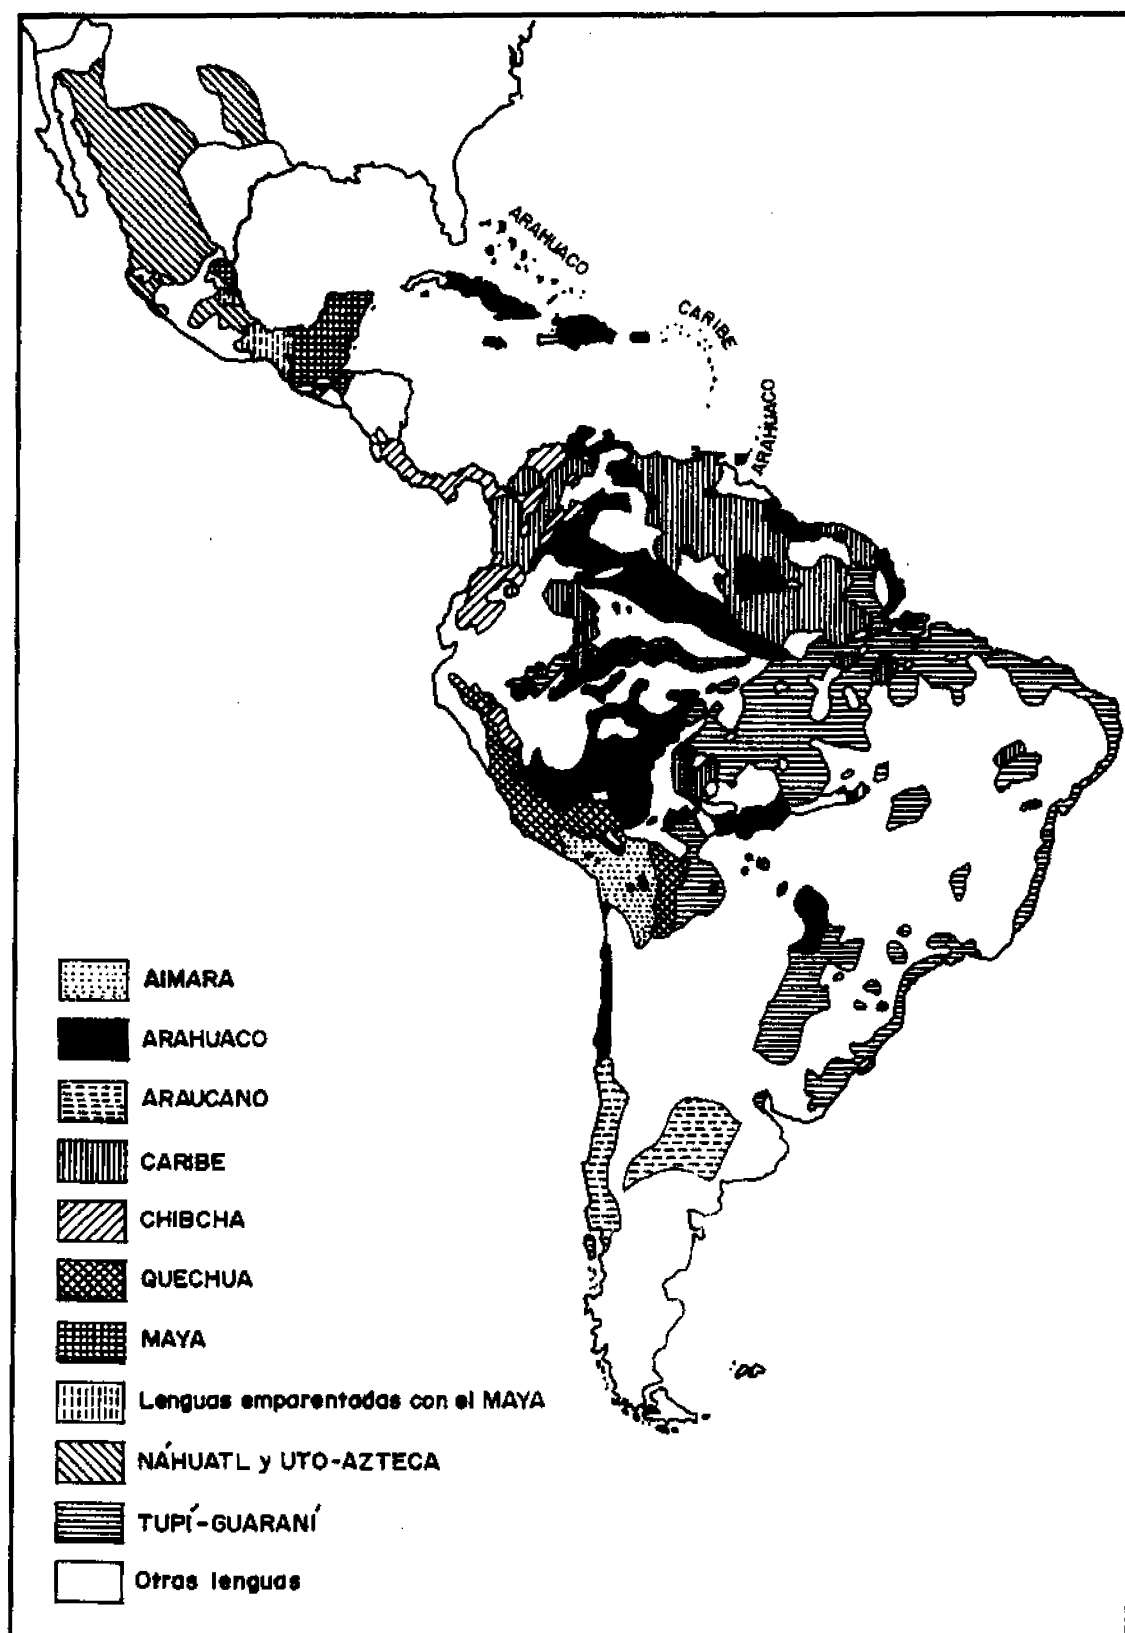 ARAHUACO
CARIBE
ARAHUACO
AIMARA
ARAHUACO
ARAUCANO
CARIBE
CHIBCHA
QUECHUA
MAYA
Lenguas emparentadas con el MAYA
NÁHUATL y UTO-AZTECA
TUPÍ-GUARANÍ
Otras lenguas